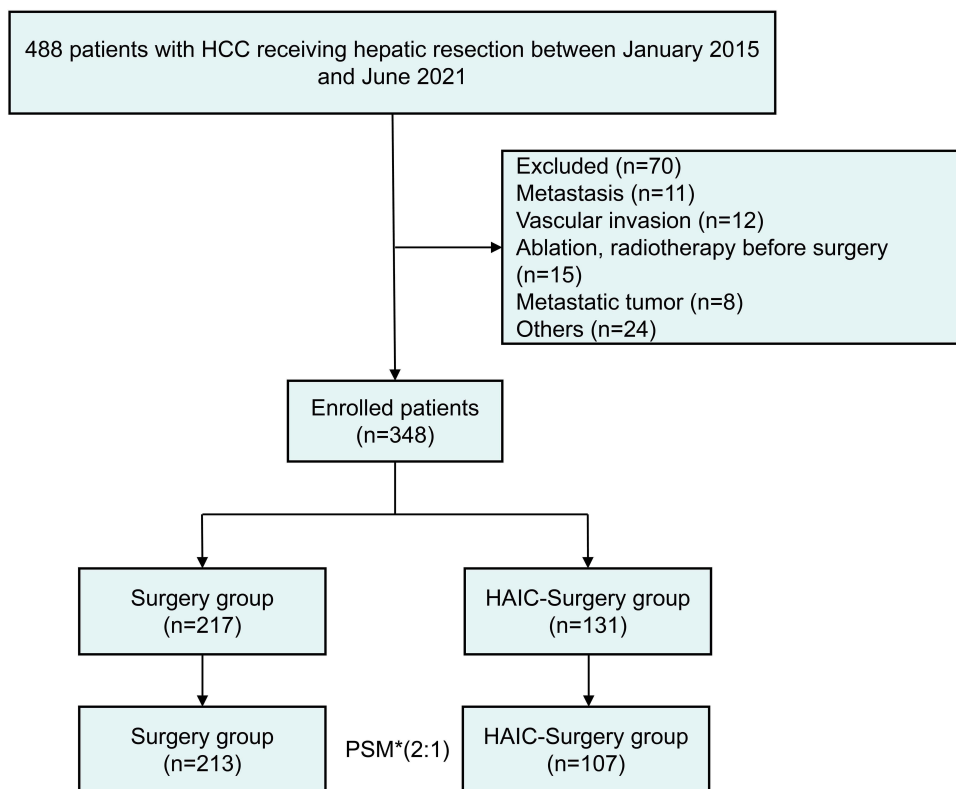 488 patients with HCC receiving hepatic resection between January 2015
and June 2021
Excluded (n=70)
Metastasis (n=11)
Vascular invasion (n=12)
Ablation, radiotherapy before surgery
(n=15)
Metastatic tumor (n=8)
Others (n=24)
Enrolled patients
(n=348)
Surgery group
(n=217)
HAIC-Surgery group
(n=131)
Surgery group
(n=213)
PSM*(2:1)
HAIC-Surgery group
(n=107)